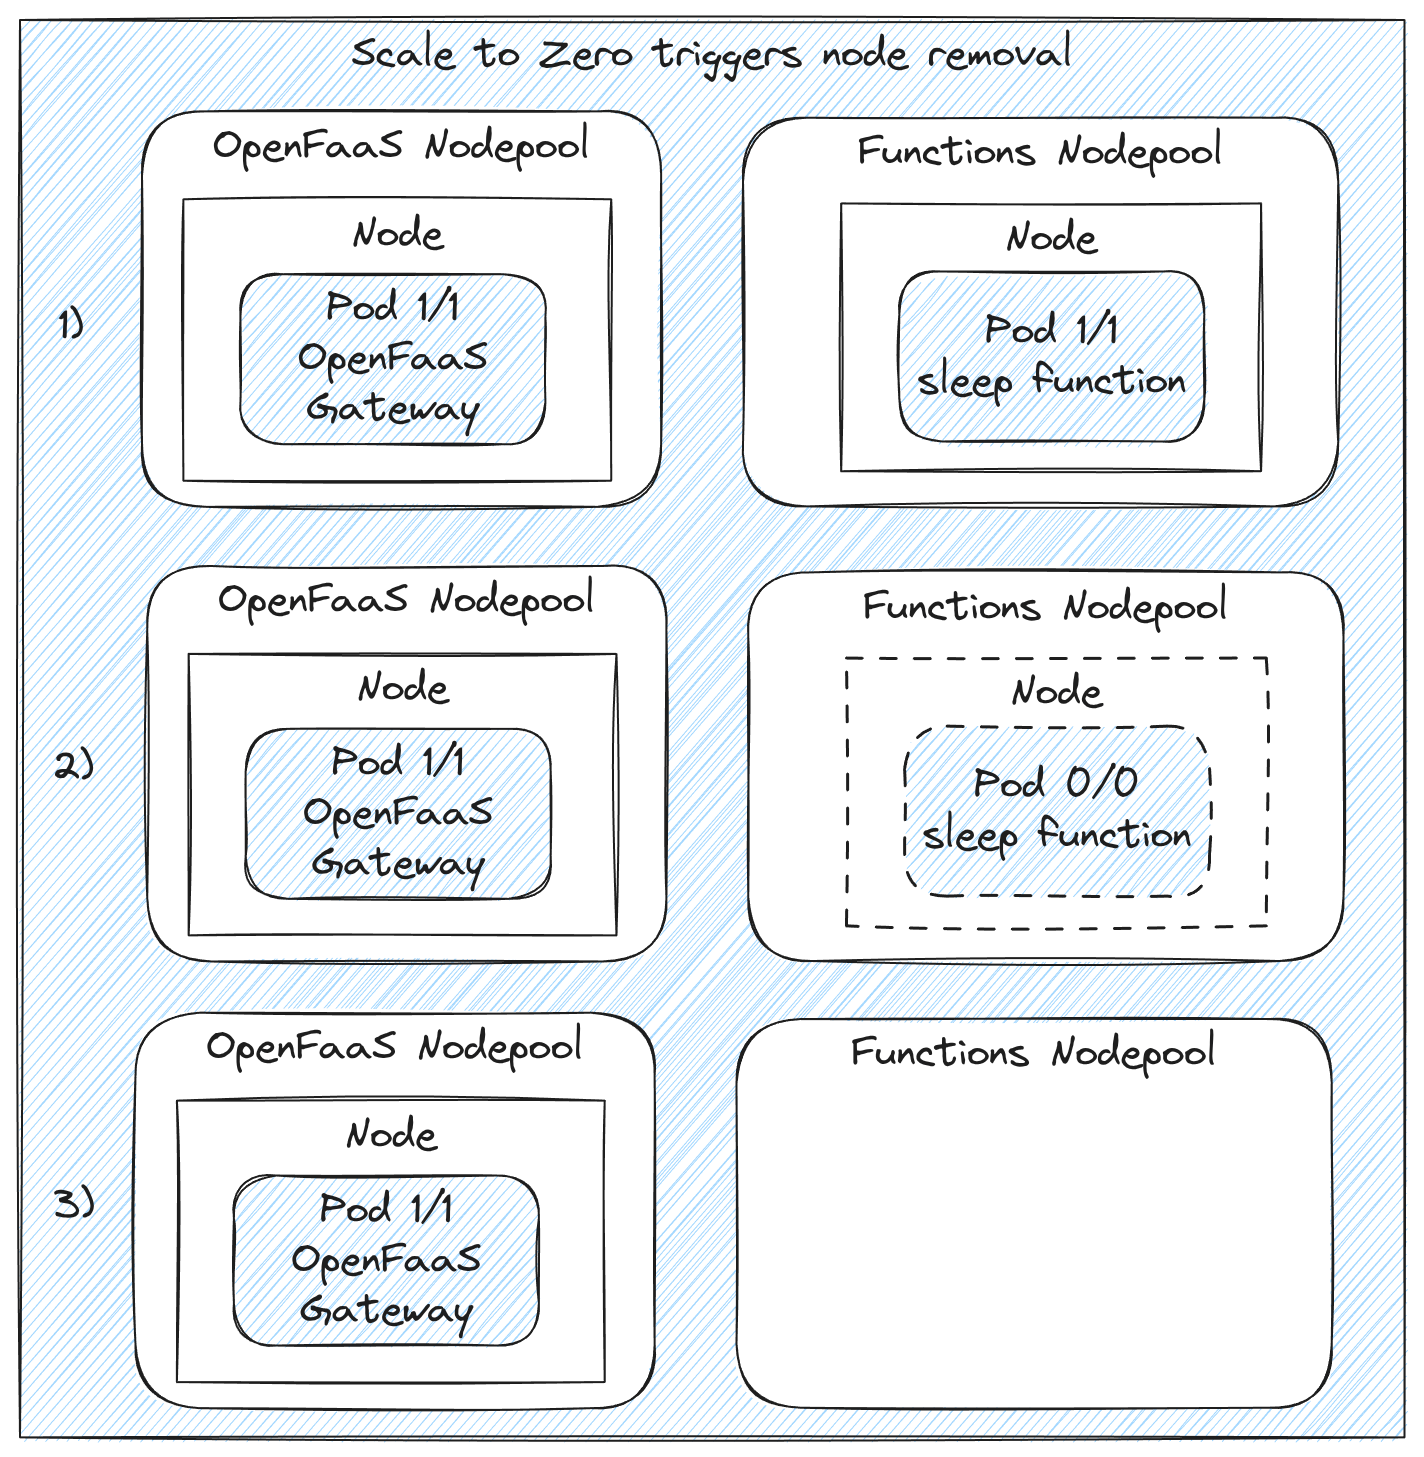 Scale to Zero triggers node removal
1)
OpenFaaS Nodepool
Node
Pod 1/1
OpenFaaS
Gateway
Functions Nodepool
Node
Pod 1/1
sleep function
2)
OpenFaaS Nodepool
Node
Pod 1/1
OpenFaaS
Gateway
Functions Nodepool
Node
Pod 0/0
sleep function
3)
OpenFaaS Nodepool
Node
Pod 1/1
OpenFaaS
Gateway
Functions Nodepool